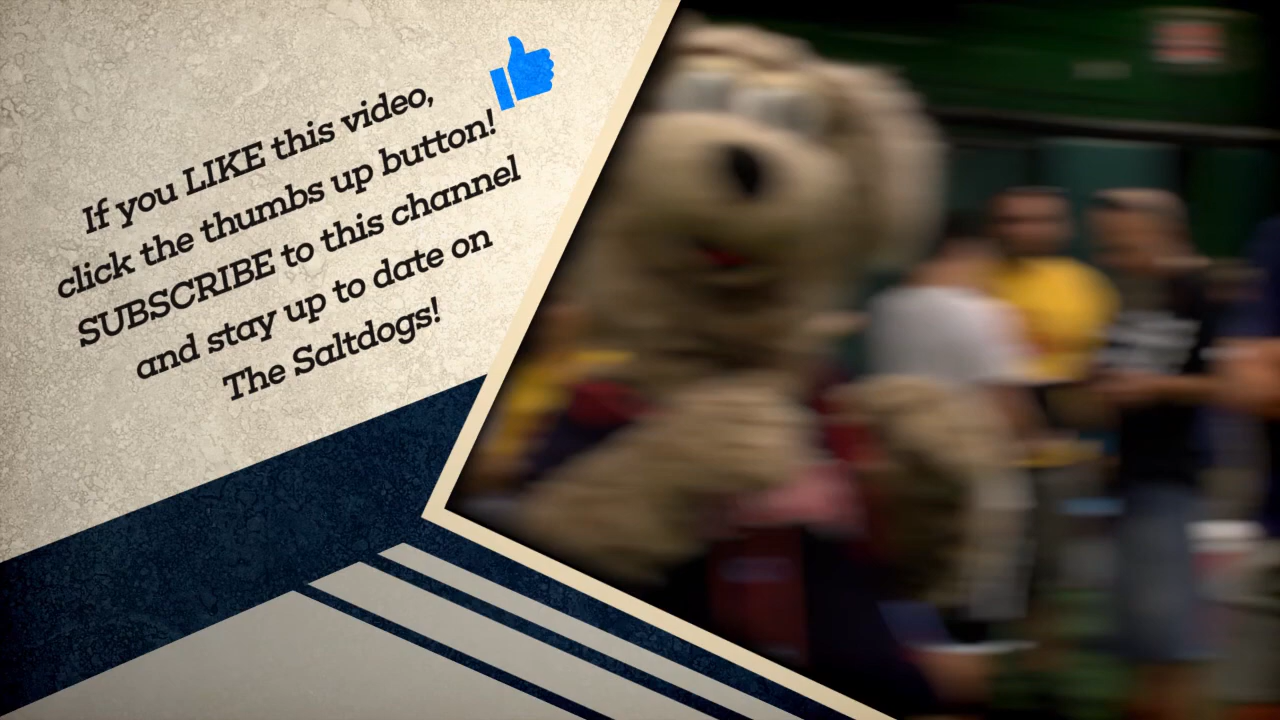 If you LIKE this video,
click the thumbs up button!
SUBSCRIBE to this channel
and stay up to date on
The Saltdogs!